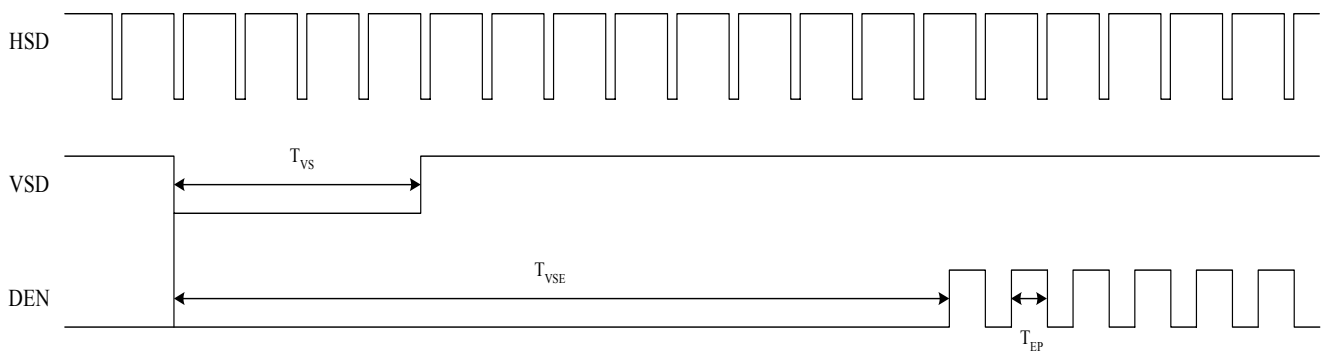 HSD
T_VS
VSD
T_VSE
DEN
T_EP